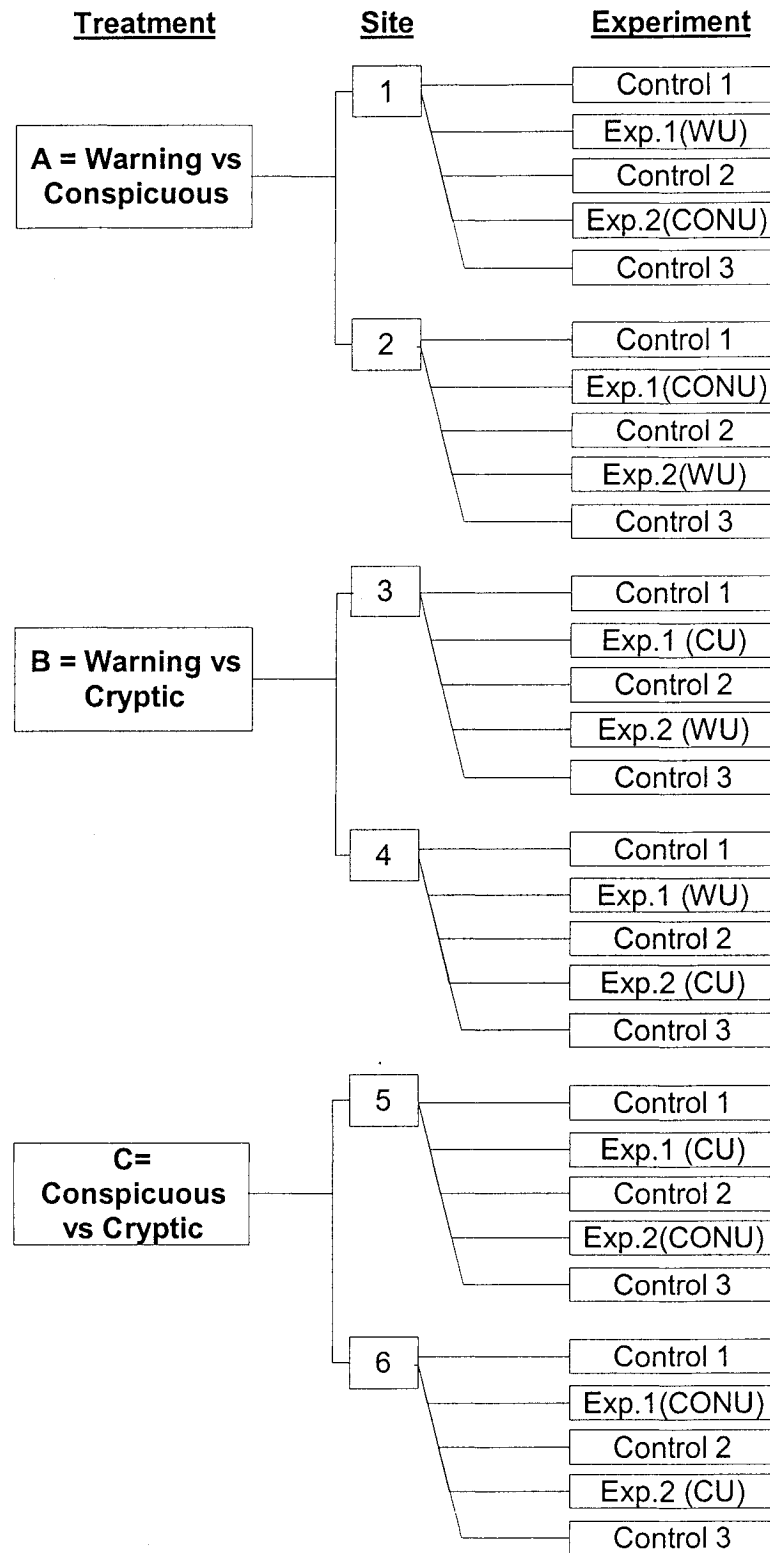 Treatment Site Experiment
A = Warning vs
Conspicuous
1
Control 1
Exp.1(WU)
Control 2
Exp.2(CONU)
Control 3
2
Control 1
Exp.1(CONU)
Control 2
Exp.2(WU)
Control 3
B = Warning vs
Cryptic
3
Control 1
Exp.1 (CU)
Control 2
Exp.2 (WU)
Control 3
4
Control 1
Exp.1 (WU)
Control 2
Exp.2 (CU)
Control 3
C=
Conspicuous
vs Cryptic
5
Control 1
Exp.1 (CU)
Control 2
Exp.2(CONU)
Control 3
6
Control 1
Exp.1(CONU)
Control 2
Exp.2 (CU)
Control 3